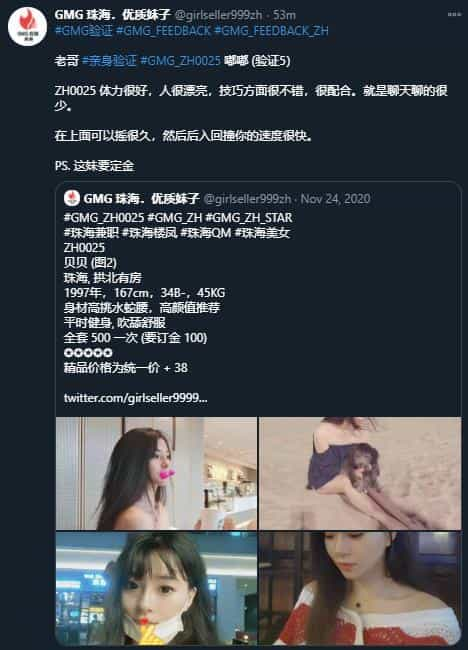 GMG 珠海．优质妹子 @girlseller999zh · 53m
#GMG验证 #GMG_FEEDBACK #GMG_FEEDBACK_ZH
老哥 #亲身验证 #GMG_ZH0025 嘟嘟 (验证5)
ZH0025 体力很好，人很漂亮，技巧方面很不错，很配合。就是聊天聊的很
少。
在上面可以摇很久，然后后入回撞你的速度很快。
PS. 这妹要定金
GMG 珠海．优质妹子 @girlseller999zh · Nov 24, 2020
#GMG_ZH0025 #GMG_ZH #GMG_ZH_STAR
#珠海兼职 #珠海楼凤 #珠海QM #珠海美女
ZH0025
贝贝 (图2)
珠海, 拱北有房
1997年，167cm，34B-，45KG
身材高挑水蛇腰，高颜值推荐
平时健身, 吹舔舒服
全套 500 一次 (要订金 100)
✪✪✪✪✪
精品价格为统一价 + 38
twitter.com/girlseller9999...